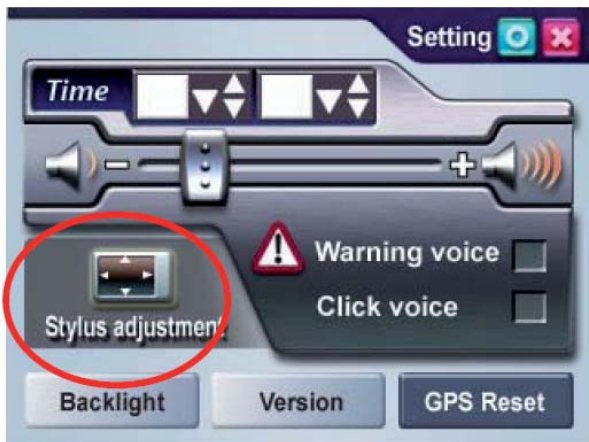 Setting
Time
Warning voice
Click voice
Stylus adjustment
Backlight
Version
GPS Reset